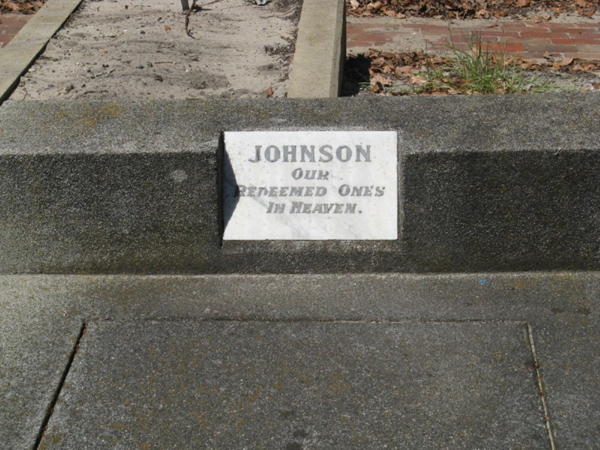 JOHNSON
OUR
REDEEMED ONES
IN HEAVEN.